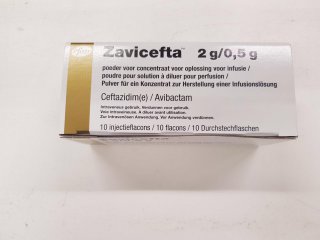 Pfizer
Zavicefta™ 2 g/0,5 g
poeder voor concentraat voor oplossing voor infusie /
poudre pour solution à diluer pour perfusion /
Pulver für ein Konzentrat zur Herstellung einer Infusionslösung
Ceftazidim(e) / Avibactam
Intraveneus gebruik. Verdunnen voor gebruik.
Voie intraveineuse. À diluer avant utilisation.
Zur intravenösen Anwendung. Vor Anwendung verdünnen.
10 injectieflacons / 10 flacons / 10 Durchstechflaschen